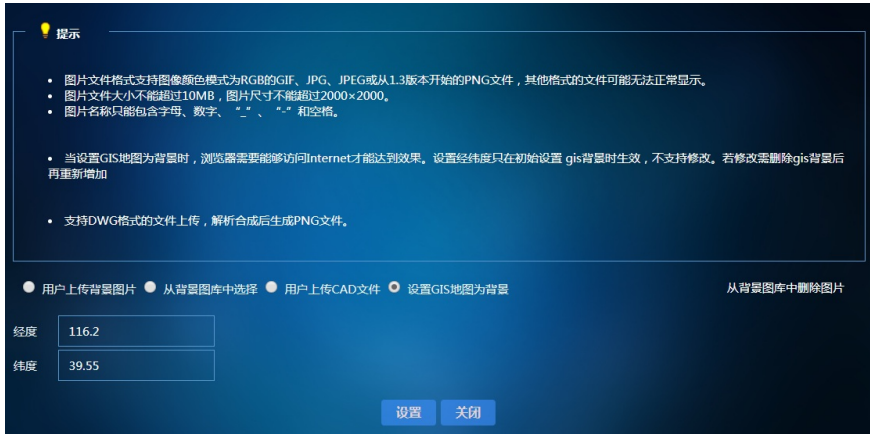 提示
• 图片文件格式支持图像颜色模式为RGB的GIF、JPG、JPEG或从1.3版本开始的PNG文件，其他格式的文件可能无法正常显示。
• 图片文件大小不能超过10MB，图片尺寸不能超过2000×2000。
• 图片名称只能包含字母、数字、“_”、“-”和空格。
• 当设置GIS地图为背景时，浏览器需要能够访问Internet才能达到效果。设置经纬度只在初始设置 gis背景时生效，不支持修改。若修改需删除gis背景后
再重新增加
• 支持DWG格式的文件上传，解析合成后生成PNG文件。
用户上传背景图片 从背景图库中选择 用户上传CAD文件 设置GIS地图为背景 从背景图库中删除图片
经度 116.2
纬度 39.55
设置 关闭